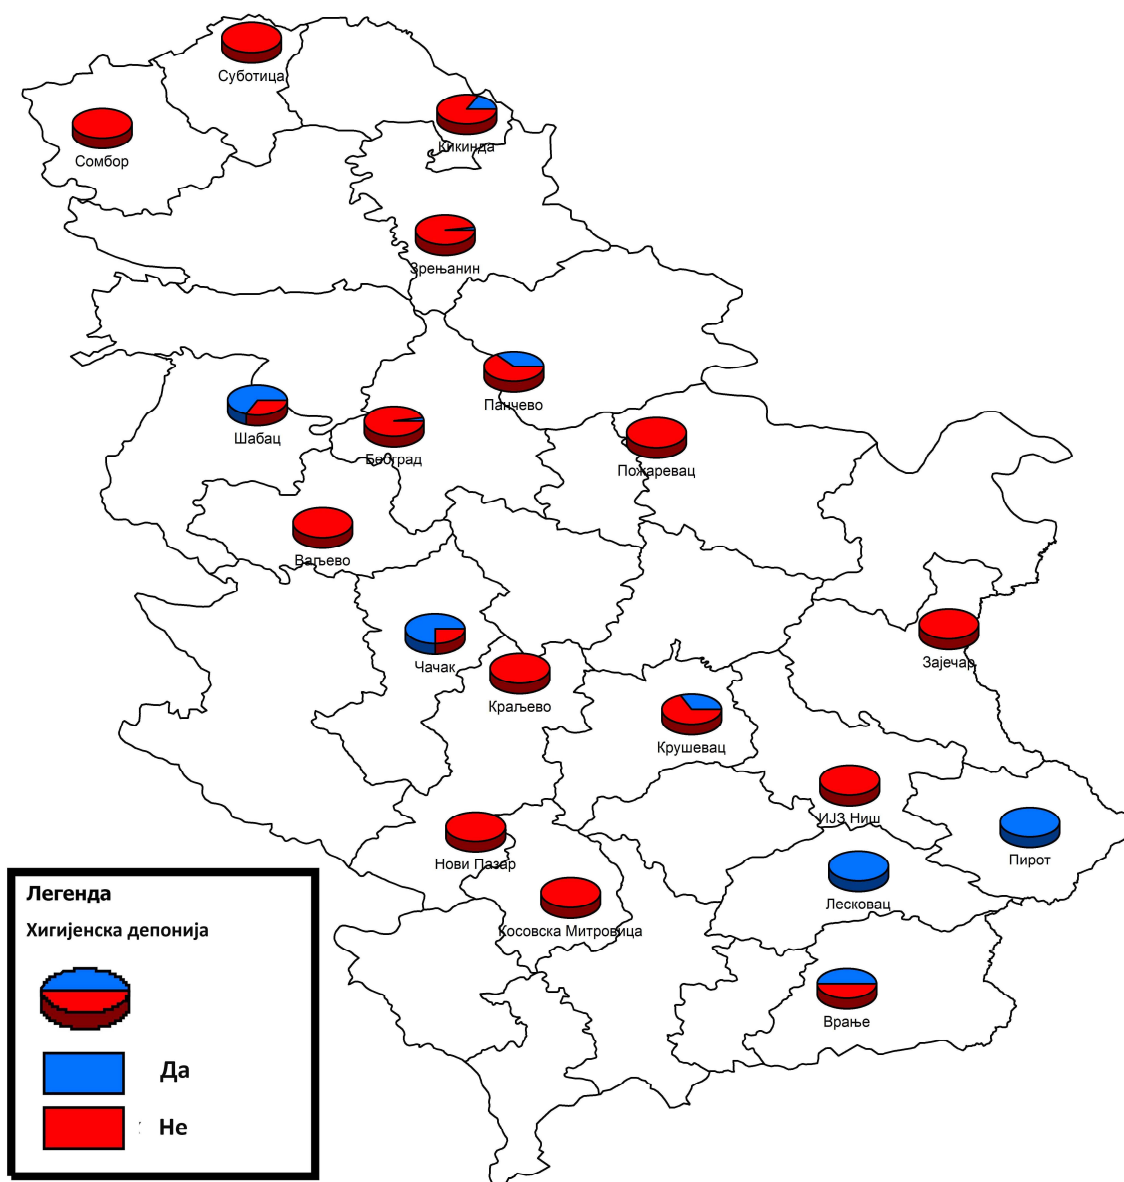 Суботица
Кикинда
Сомбор
Зрењанин
Панчево
Шабац
Београд
Пожаревац
Ваљево
Чачак
Зајечар
Краљево
Крушевац
ИЈЗ Ниш
Нови Пазар
Пирот
Лесковац
Косовска Митровица
Врање
Легенда
Хигијенска депонија
Да
Не